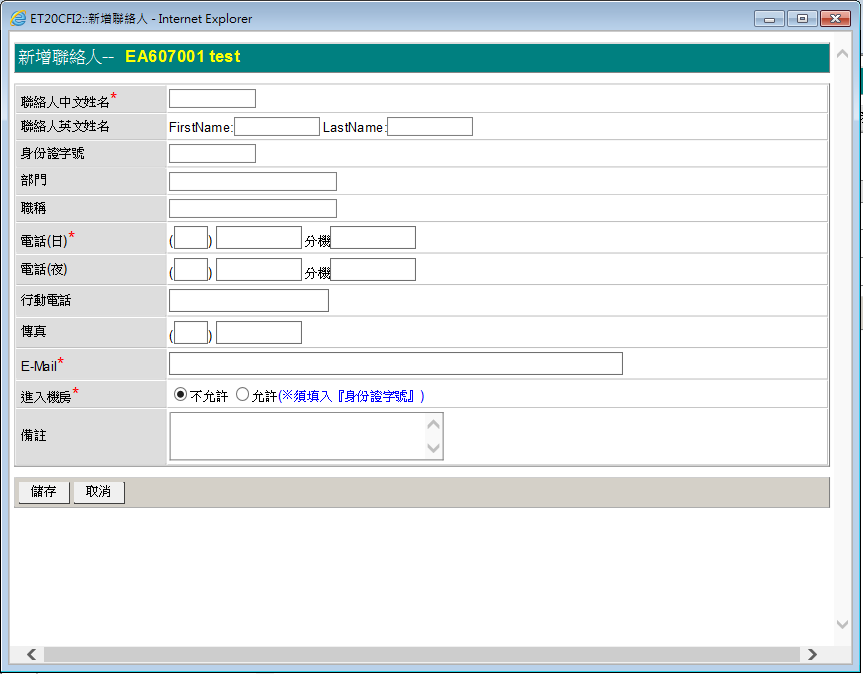 ET20CFI2::新增聯絡人 - Internet Explorer
新增聯絡人-- EA607001 test
聯絡人中文姓名*
聯絡人英文姓名 FirstName: LastName:
身份證字號
部門
職稱
電話(日)* ( ) 分機
電話(夜) ( ) 分機
行動電話
傳真 ( )
E-Mail*
進入機房* 不允許 允許(※須填入『身份證字號』)
備註
儲存 取消